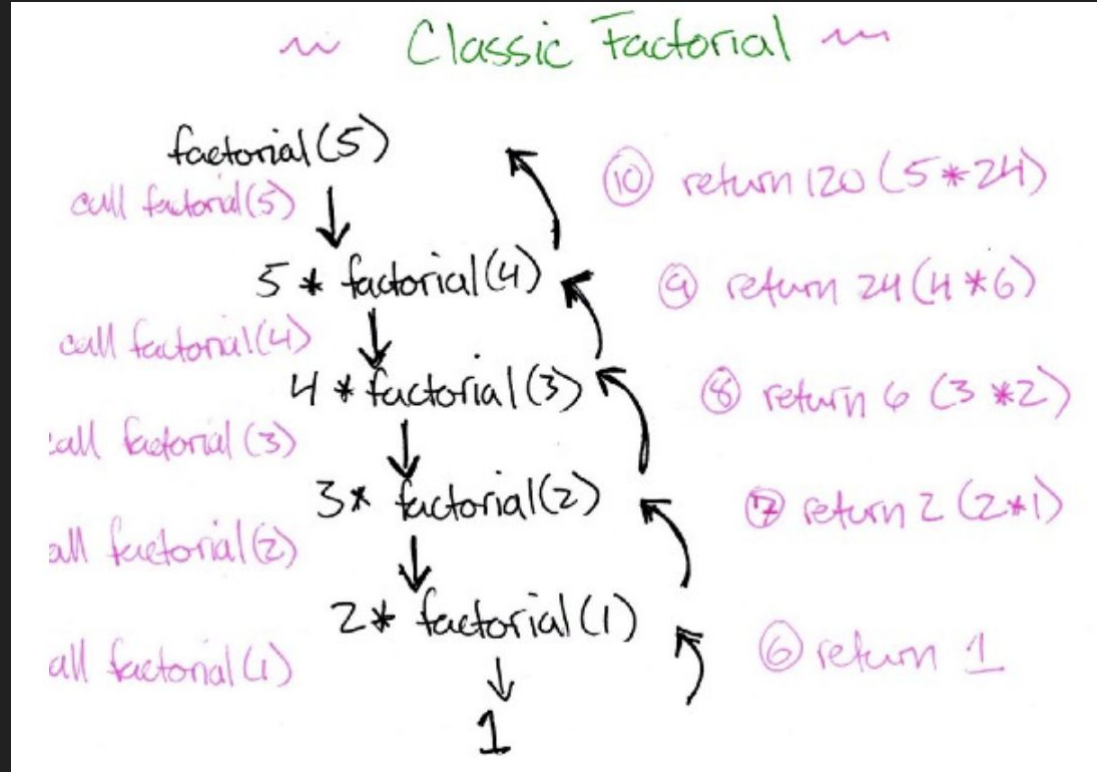 Classic Factorial
factorial(5)
call factorial(5)
⑩ return 120 (5*24)
5 * factorial(4)
⑨ return 24 (4*6)
call factorial(4)
4 * factorial(3)
⑧ return 6 (3*2)
call factorial(3)
3* factorial(2)
⑦ return 2 (2*1)
all factorial(2)
2* factorial(1)
⑥ return 1
all factorial(1)
1